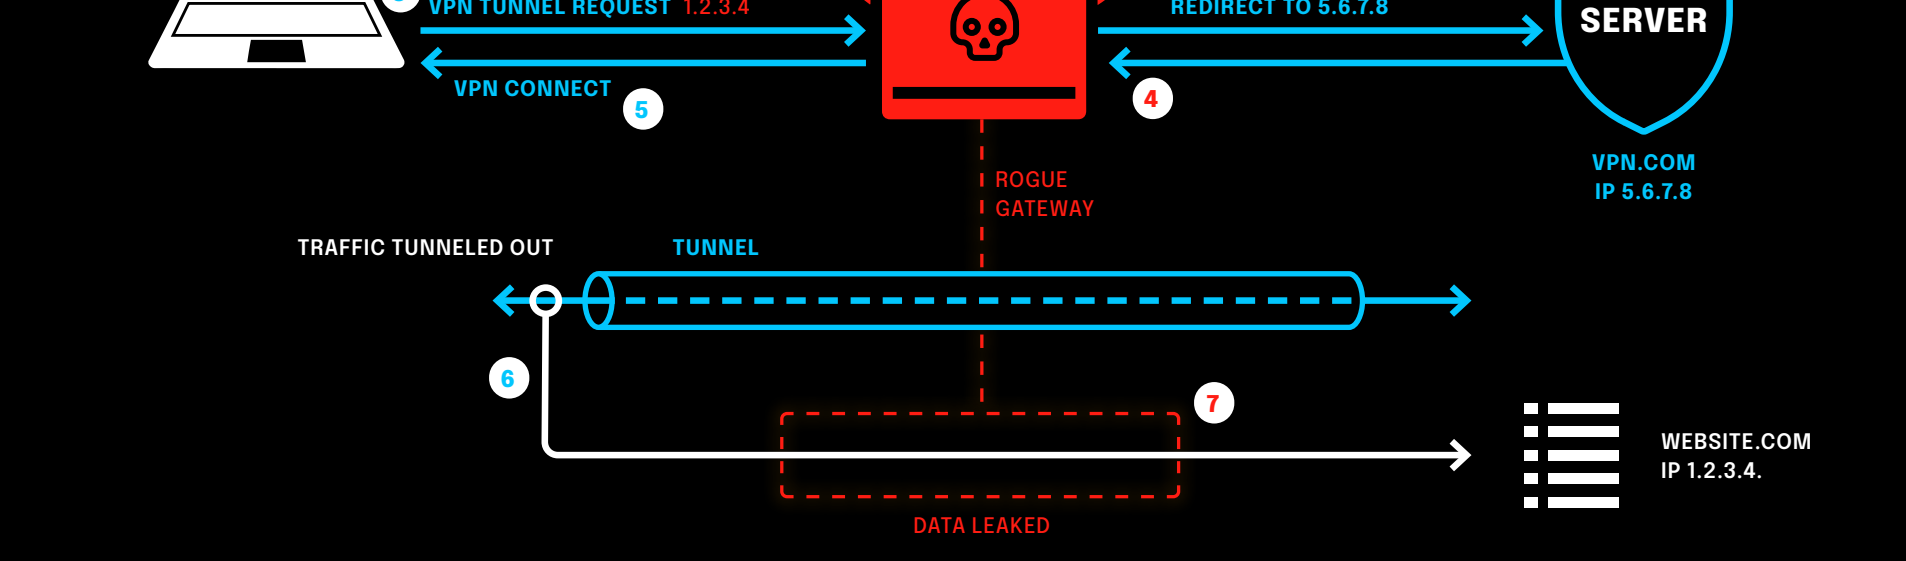 VPN TUNNEL REQUEST 1.2.3.4
REDIRECT TO 5.6.7.8
SERVER
VPN CONNECT
5
4
VPN.COM
IP 5.6.7.8
ROGUE
GATEWAY
TRAFFIC TUNNELED OUT
TUNNEL
6
7
WEBSITE.COM
IP 1.2.3.4.
DATA LEAKED